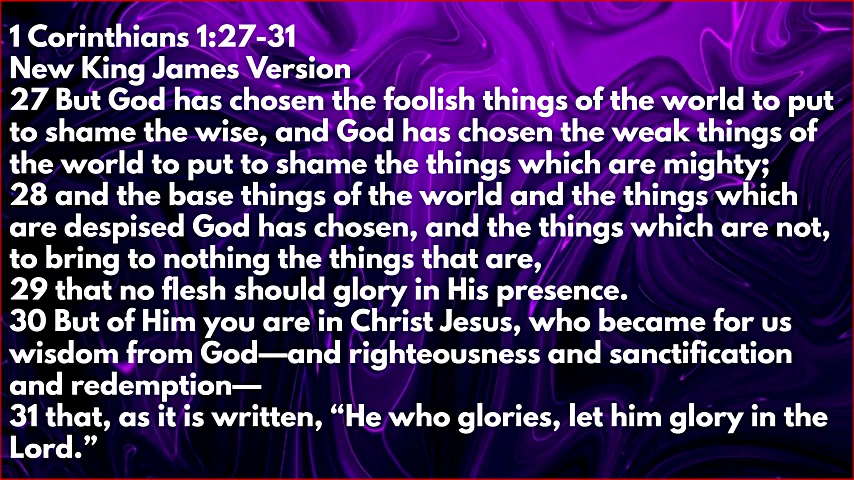 1 Corinthians 1:27-31
New King James Version
27 But God has chosen the foolish things of the world to put
to shame the wise, and God has chosen the weak things of
the world to put to shame the things which are mighty;
28 and the base things of the world and the things which
are despised God has chosen, and the things which are not,
to bring to nothing the things that are,
29 that no flesh should glory in His presence.
30 But of Him you are in Christ Jesus, who became for us
wisdom from God—and righteousness and sanctification
and redemption—
31 that, as it is written, “He who glories, let him glory in the
Lord.”